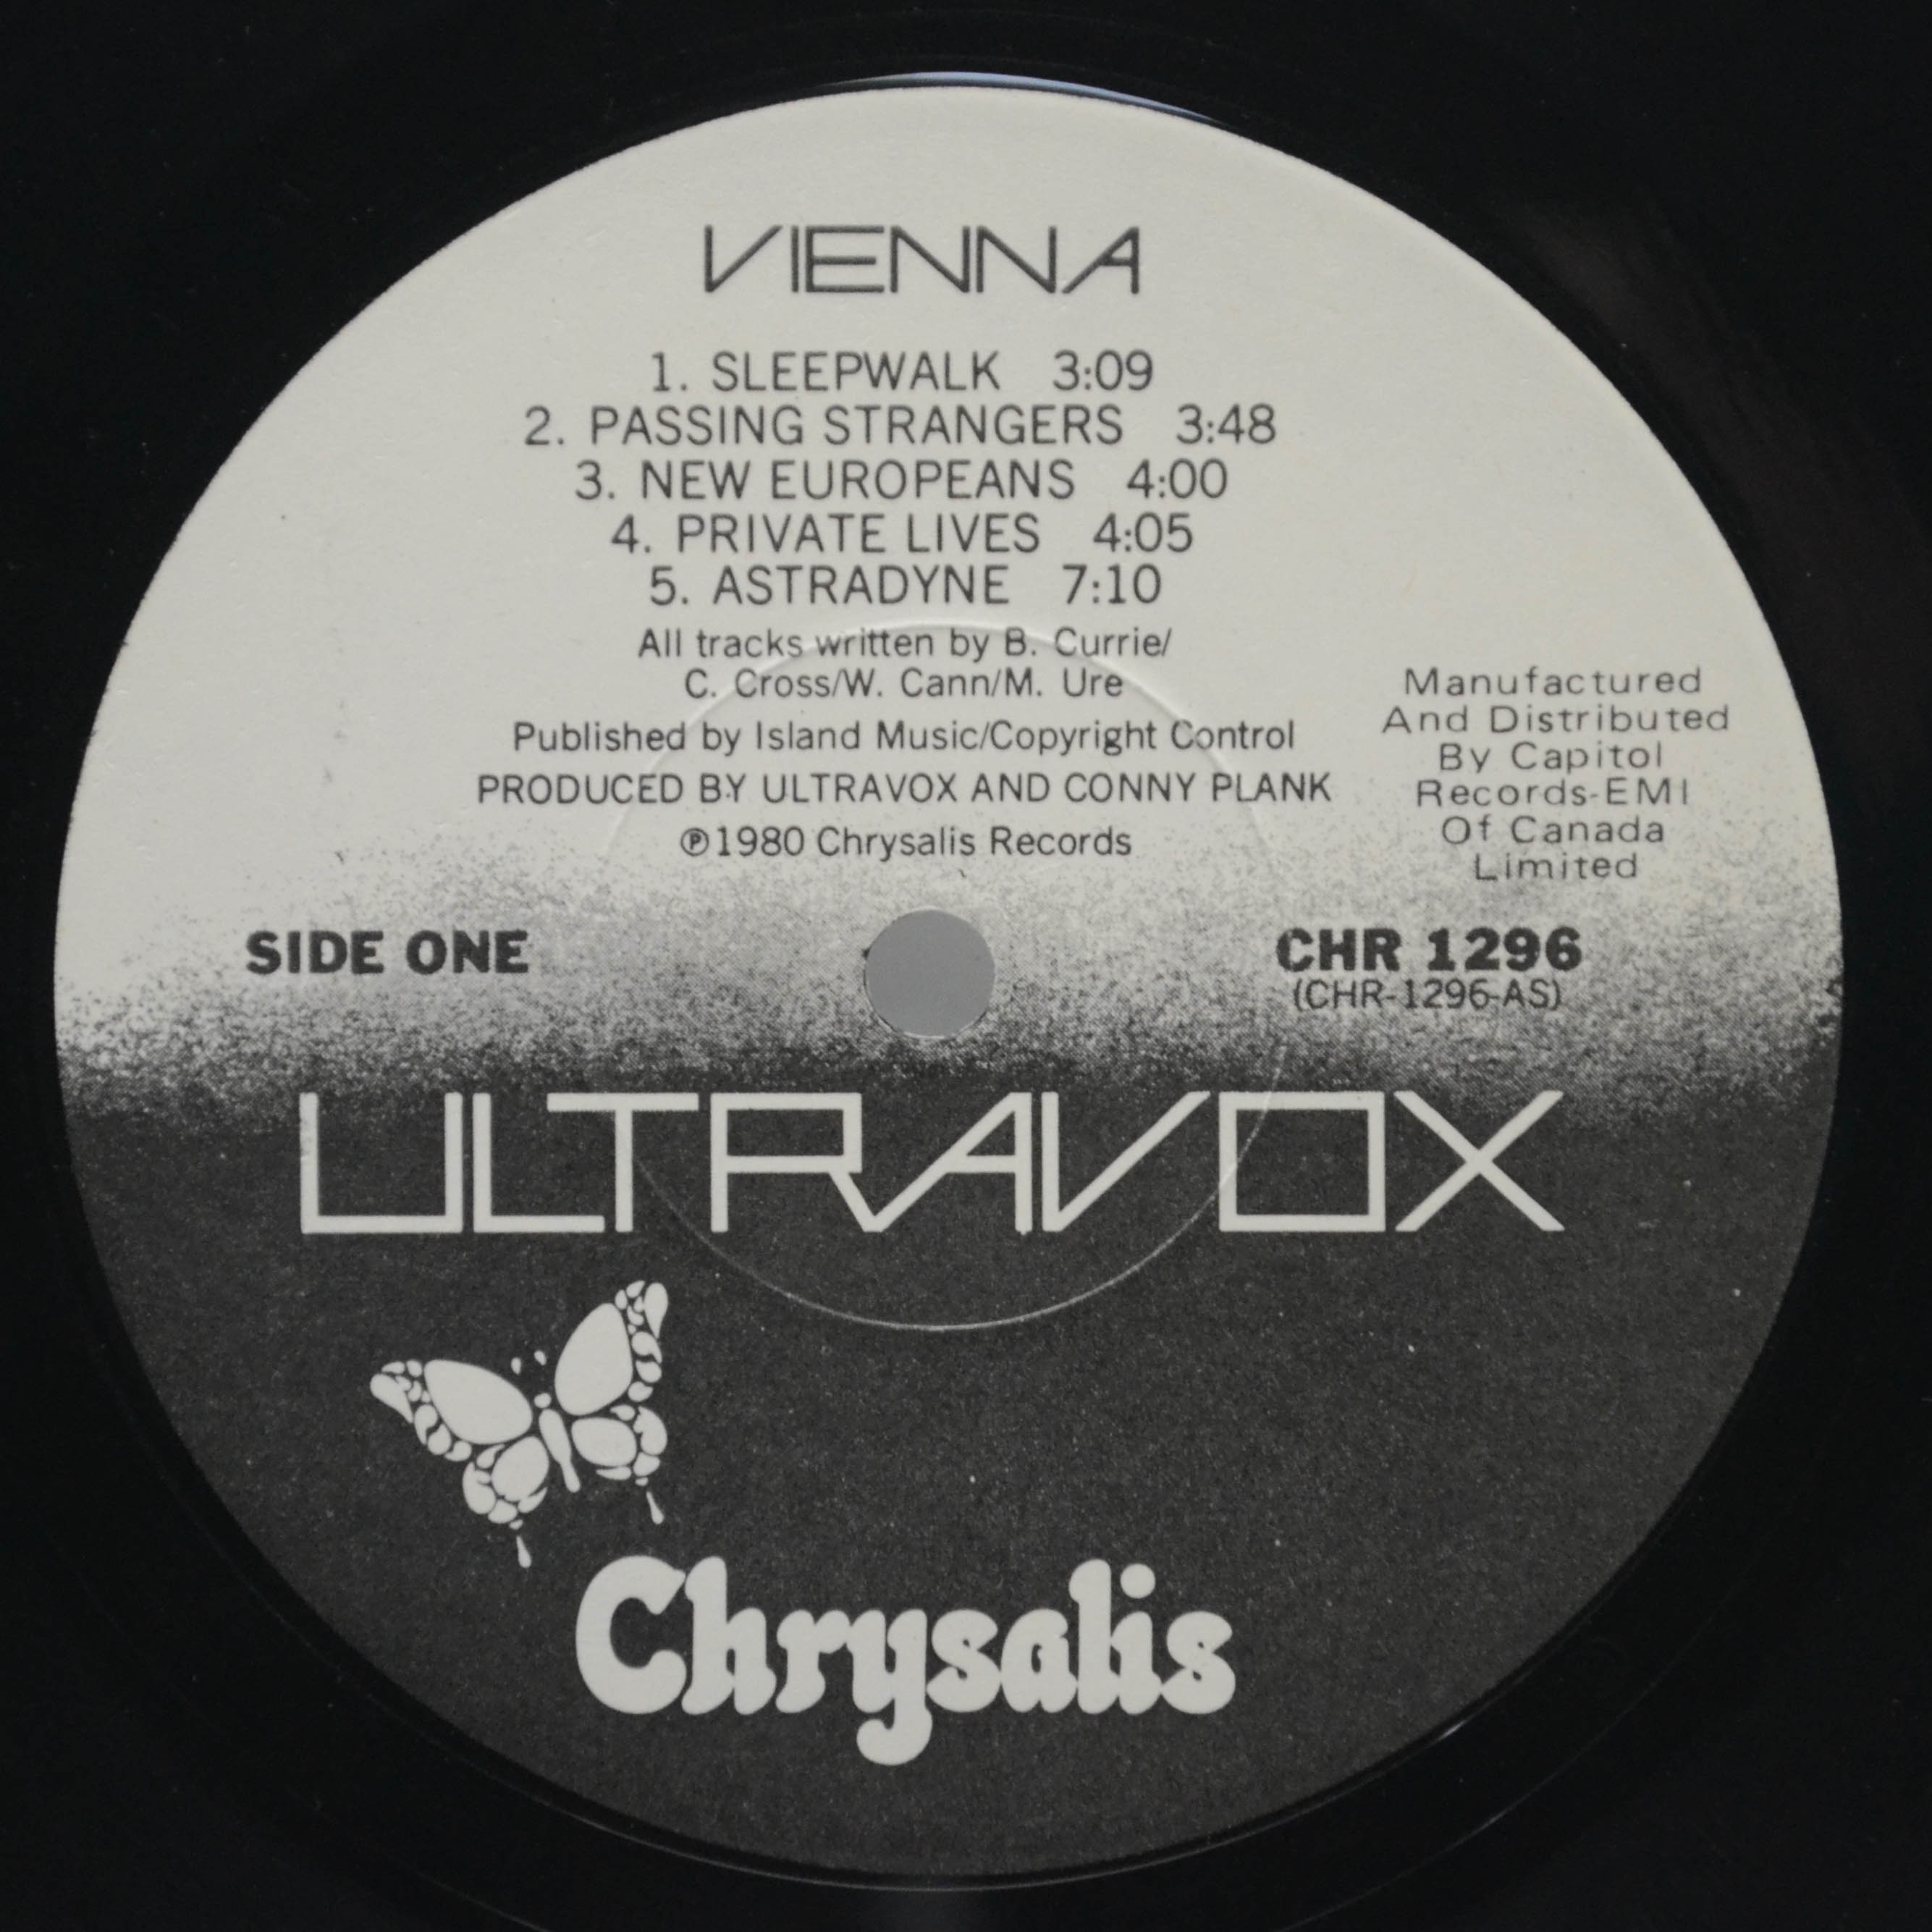 VIENNA
1. SLEEPWALK 3:09
2. PASSING STRANGERS 3:48
3. NEW EUROPEANS 4:00
4. PRIVATE LIVES 4:05
5. ASTRADYNE 7:10
All tracks written by B. Currie/
C. Cross/W. Cann/M. Ure
Published by Island Music/Copyright Control
PRODUCED BY ULTRAVOX AND CONNY PLANK
℗1980 Chrysalis Records
Manufactured
And Distributed
By Capitol
Records-EMI
Of Canada
Limited
SIDE ONE
CHR 1296
(CHR-1296-AS)
ULTRAVOX
Chrysalis